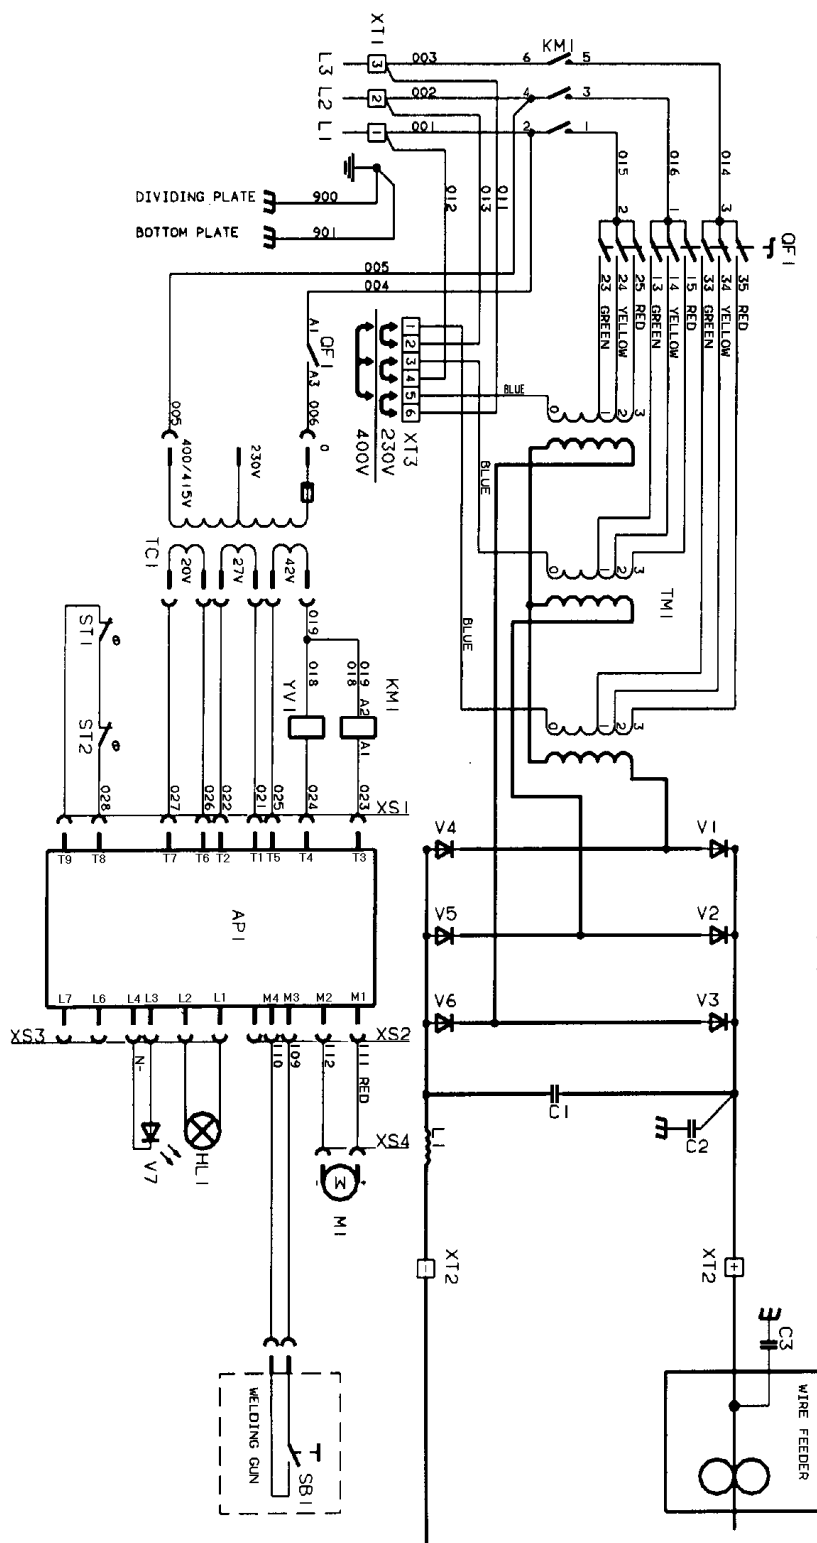 XT1
KM1
L3
3
003
6
5
L2
2
002
4
3
L1
1
001
2
1
015
016
014
012
013
011
DIVIDING PLATE
900
2
1
3
QF1
BOTTOM PLATE
901
005
004
23
24
25
13
14
15
33
34
35
GREEN
YELLOW
RED
GREEN
YELLOW
RED
GREEN
YELLOW
RED
A1
QF1
A3
1
2
3
4
5
6
XT3
230V
400V
BLUE
005
006
0
1
2
3
400/415V
230V
0
BLUE
TC1
20V
27V
42V
0
1
2
3
TM1
ST1
019
BLUE
018
019
018
KM1
YV1
A2
A1
ST2
0
1
2
3
028
027
026
022
021
025
024
023
XS1
V4
V1
T9
T8
T7
T6
T2
T1
T5
T4
T3
AP1
V5
V2
L7
L6
L4
L3
L2
L1
M4
M3
M2
M1
V6
V3
XS3
XS2
N-
110
109
112
111
RED
C1
C2
XS4
L1
V7
HL1
M
-
+
M1
XT2
-
XT2
+
C3
WELDING GUN
SB1
WIRE FEEDER